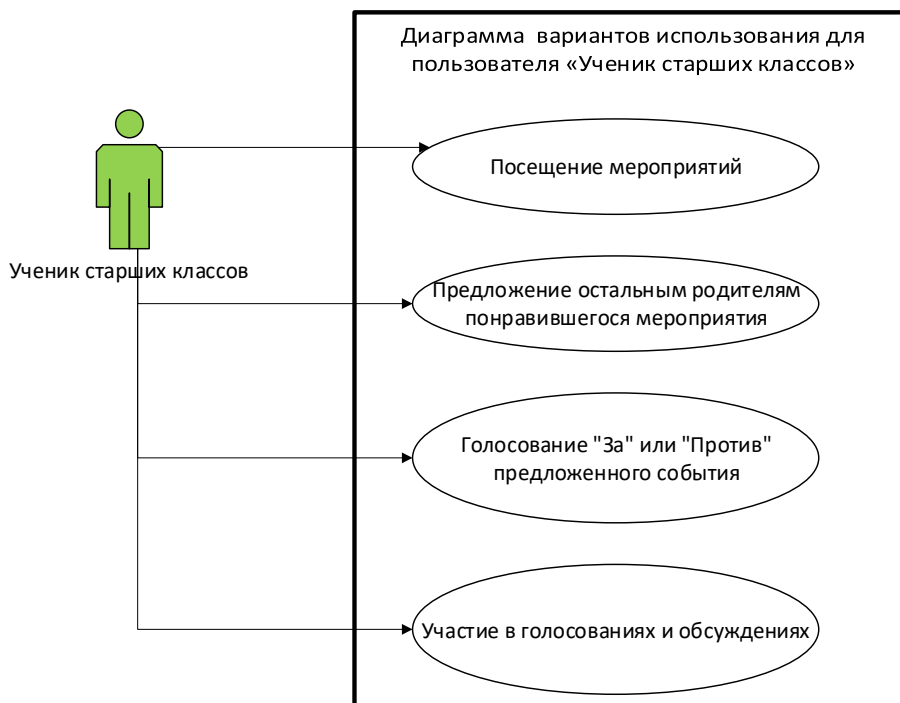 Диаграмма вариантов использования для
пользователя «Ученик старших классов»
Посещение мероприятий
Ученик старших классов
Предложение остальным родителям
понравившегося мероприятия
Голосование "За" или "Против"
предложенного события
Участие в голосованиях и обсуждениях